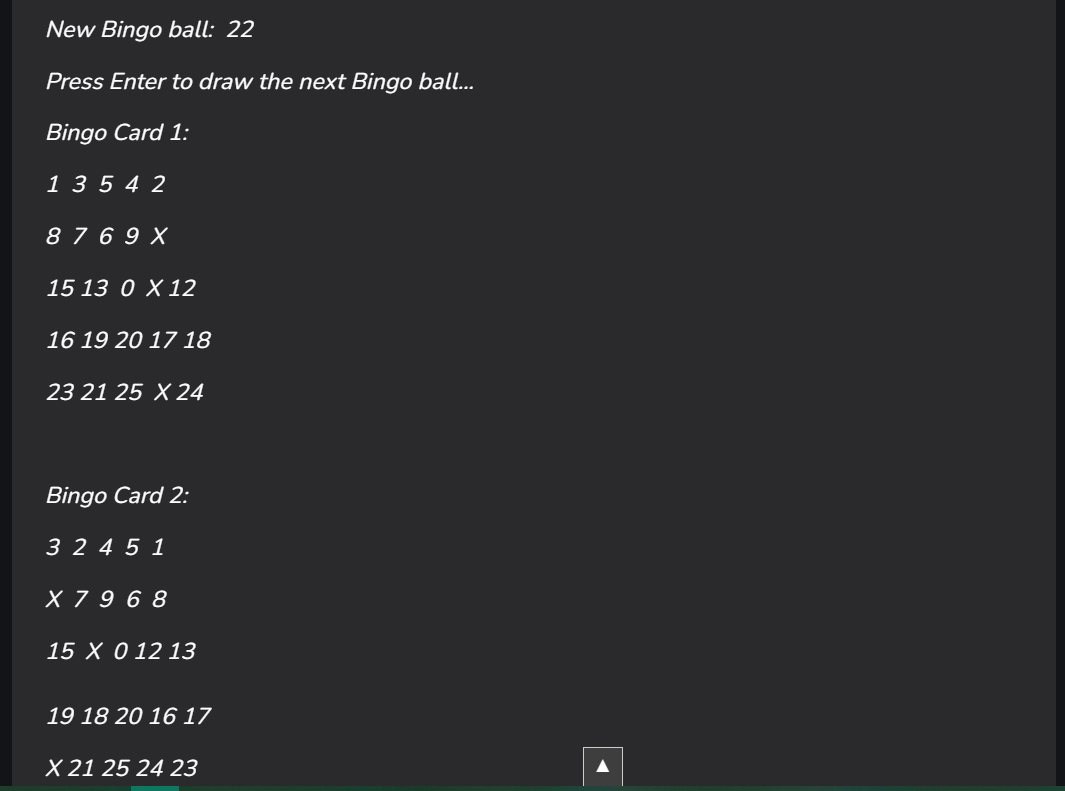 New Bingo ball: 22
Press Enter to draw the next Bingo ball...
Bingo Card 1:
1 3 5 4 2
8 7 6 9 X
15 13 0 X 12
16 19 20 17 18
23 21 25 X 24
Bingo Card 2:
3 2 4 5 1
X 7 9 6 8
15 X 0 12 13
19 18 20 16 17
X 21 25 24 23